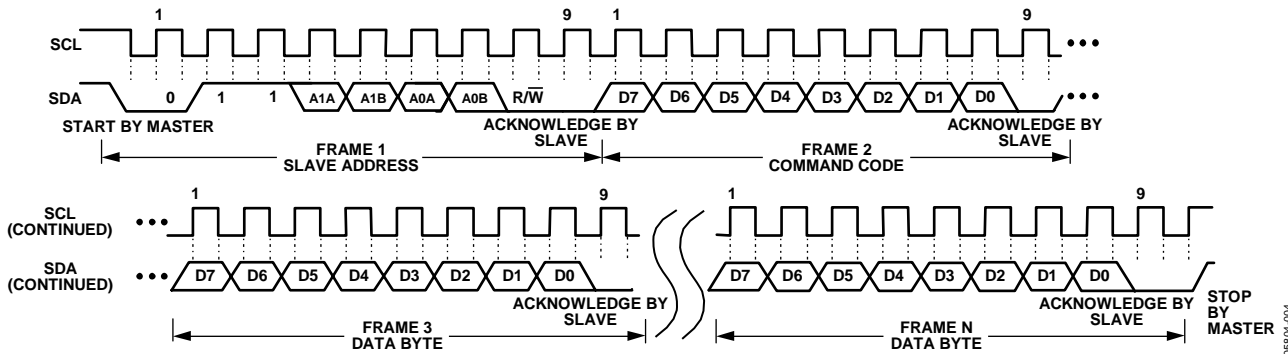 1 9 1 9
SCL
SDA 0 1 1 A1A A1B A0A A0B R/W̅ D7 D6 D5 D4 D3 D2 D1 D0
START BY MASTER
ACKNOWLEDGE BY
SLAVE
ACKNOWLEDGE BY
SLAVE
FRAME 1
SLAVE ADDRESS
FRAME 2
COMMAND CODE
1 9 1 9
SCL
(CONTINUED)
SDA
(CONTINUED)
D7 D6 D5 D4 D3 D2 D1 D0 D7 D6 D5 D4 D3 D2 D1 D0
ACKNOWLEDGE BY
SLAVE
ACKNOWLEDGE BY
SLAVE
STOP
BY
MASTER
FRAME 3
DATA BYTE
FRAME N
DATA BYTE